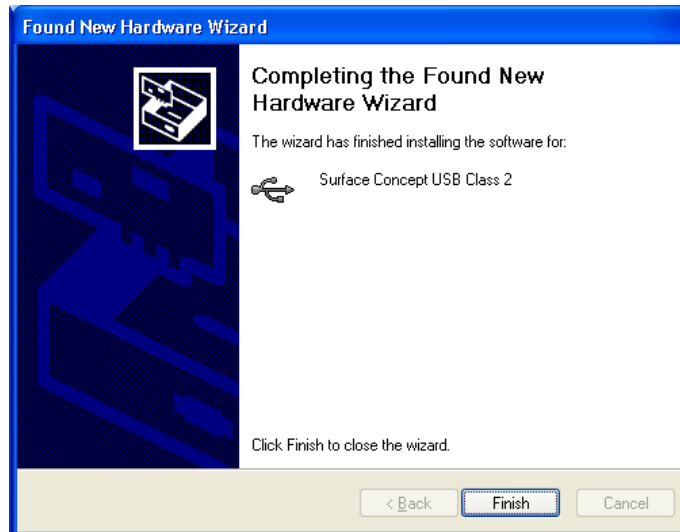 Found New Hardware Wizard
Completing the Found New
Hardware Wizard
The wizard has finished installing the software for:
Surface Concept USB Class 2
Click Finish to close the wizard.
< Back
Finish
Cancel